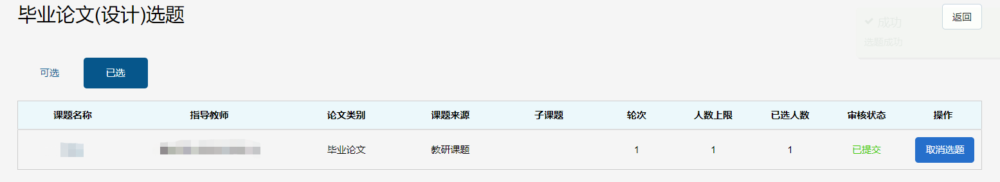 毕业论文(设计)选题
返回
成功
选题成功
可选 已选
课题名称 指导教师 论文类别 课题来源 子课题 轮次 人数上限 已选人数 审核状态 操作
毕业论文 教研课题 1 1 1 已提交 取消选题